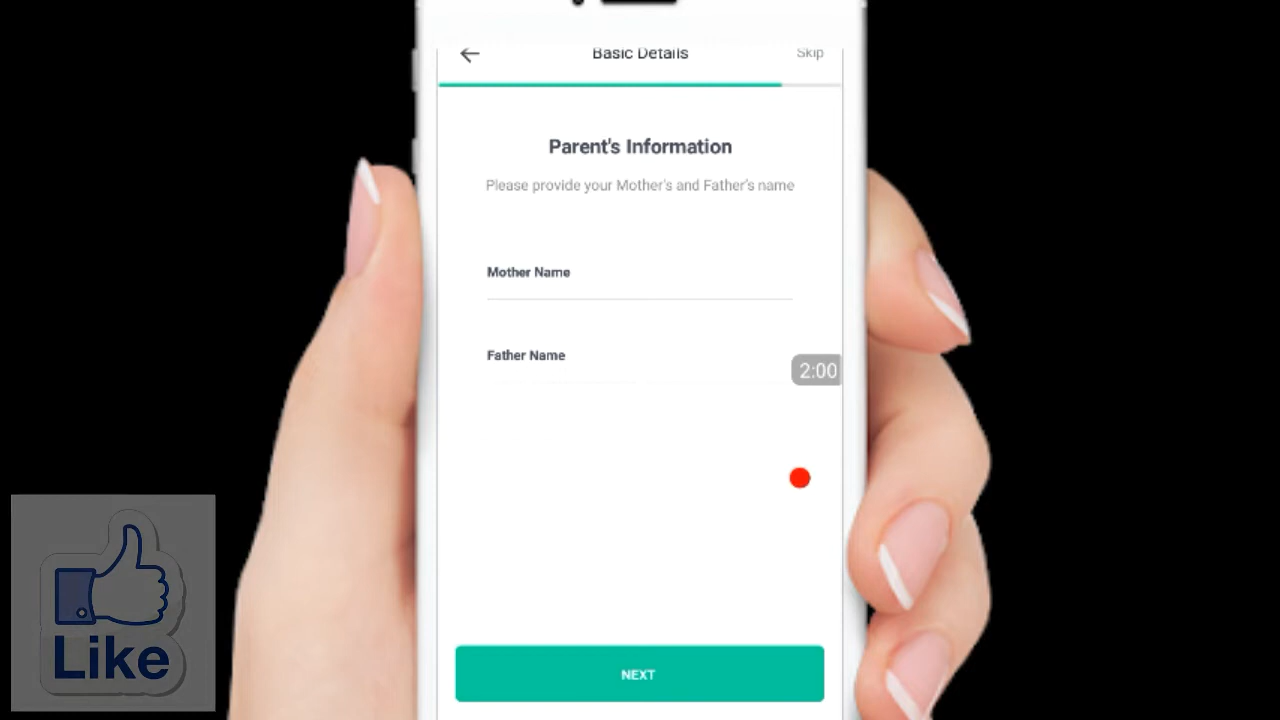 Basic Details
Skip
Parent's Information
Please provide your Mother's and Father's name
Mother Name
Father Name
2:00
NEXT
Like